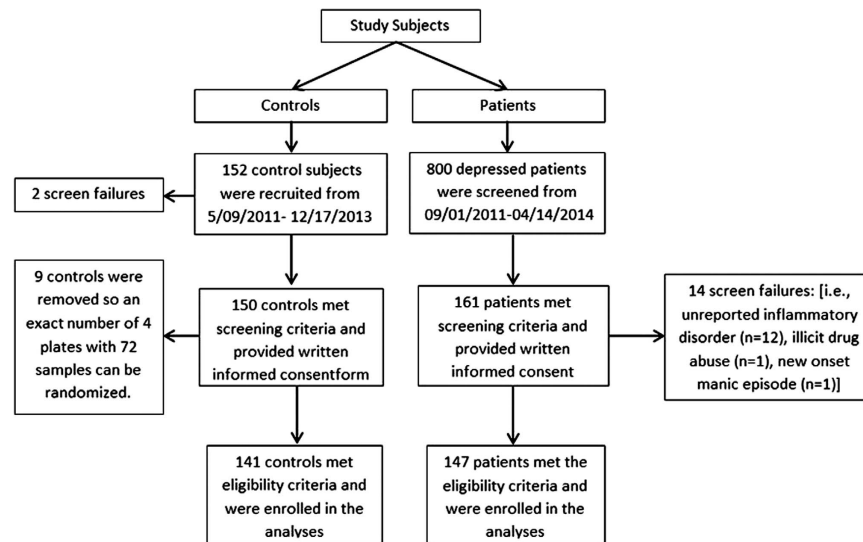 Study Subjects
Controls
Patients
152 control subjects
were recruited from
5/09/2011- 12/17/2013
2 screen failures
800 depressed patients
were screened from
09/01/2011-04/14/2014
9 controls were
removed so an
exact number of 4
plates with 72
samples can be
randomized.
150 controls met
screening criteria and
provided written
informed consentform
161 patients met
screening criteria and
provided written
informed consent
14 screen failures: [i.e.,
unreported inflammatory
disorder (n=12), illicit drug
abuse (n=1), new onset
manic episode (n=1)]
141 controls met
eligibility criteria and
were enrolled in the
analyses
147 patients met the
eligibility criteria and
were enrolled in the
analyses